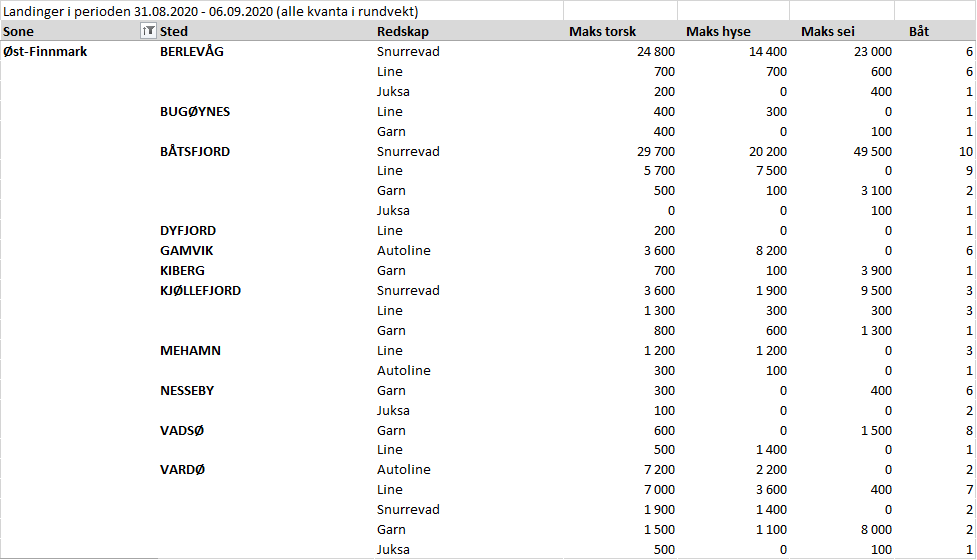 Landinger i perioden 31.08.2020 - 06.09.2020 (alle kvanta i rundvekt)
Sone Sted Redskap Maks torsk Maks hyse Maks sei Båt
Øst-Finnmark BERLEVÅG Snurrevad 24 800 14 400 23 000 6
Line 700 700 600 6
Juksa 200 0 400 1
BUGØYNES Line 400 300 0 1
Garn 400 0 100 1
BÅTSFJORD Snurrevad 29 700 20 200 49 500 10
Line 5 700 7 500 0 9
Garn 500 100 3 100 2
Juksa 0 0 100 1
DYFJORD Line 200 0 0 1
GAMVIK Autoline 3 600 8 200 0 6
KIBERG Garn 700 100 3 900 1
KJØLLEFJORD Snurrevad 3 600 1 900 9 500 3
Line 1 300 300 300 3
Garn 800 600 1 300 1
MEHAMN Line 1 200 1 200 0 3
Autoline 300 100 0 1
NESSEBY Garn 300 0 400 6
Juksa 100 0 0 2
VADSØ Garn 600 0 1 500 8
Line 500 1 400 0 1
VARDØ Autoline 7 200 2 200 0 2
Line 7 000 3 600 400 7
Snurrevad 1 900 1 400 0 2
Garn 1 500 1 100 8 000 2
Juksa 500 0 100 1